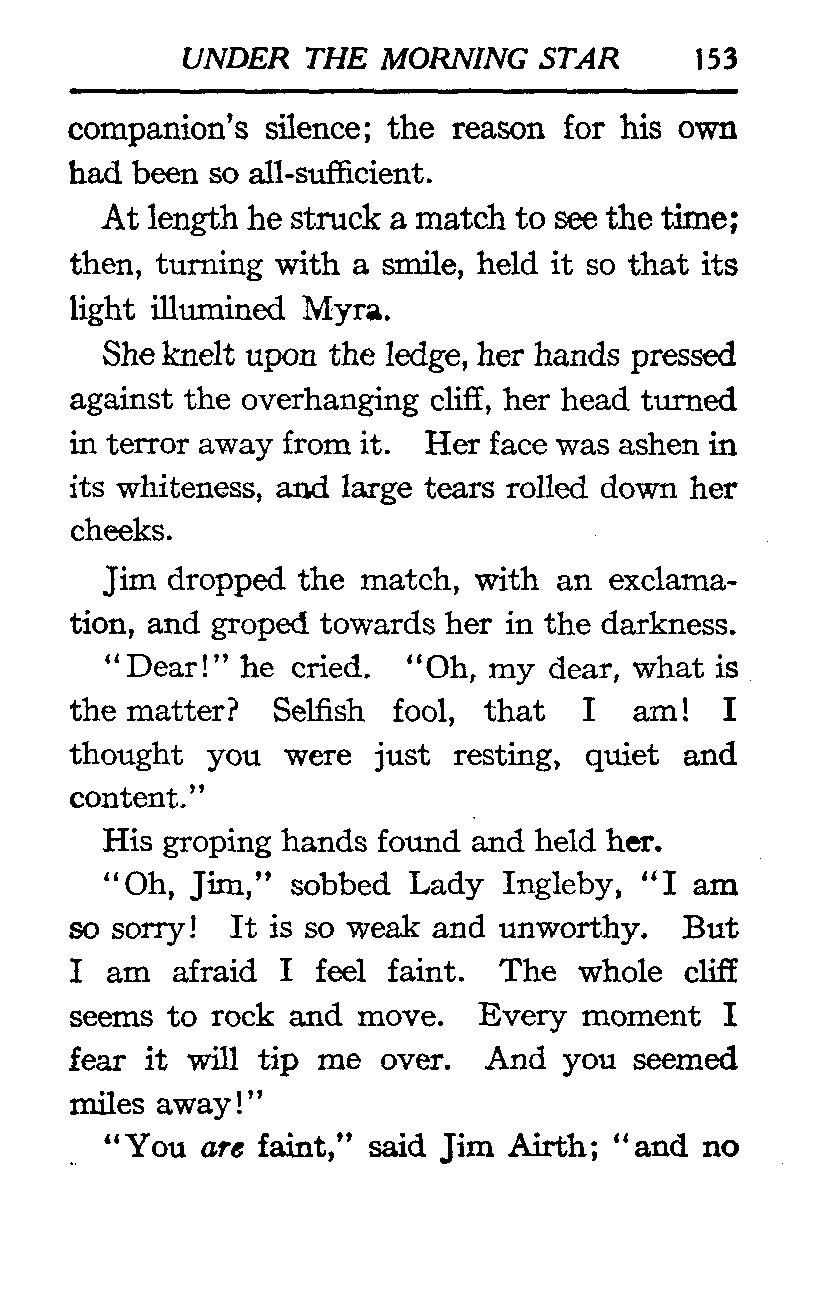 UNDER THE MORNING STAR 153
companion's silence; the reason for his own
had been so all-sufficient.
At length he struck a match to see the time;
then, turning with a smile, held it so that its
light illumined Myra.
She knelt upon the ledge, her hands pressed
against the overhanging cliff, her head turned
in terror away from it. Her face was ashen in
its whiteness, and large tears rolled down her
cheeks.
Jim dropped the match, with an exclama-
tion, and groped towards her in the darkness.
"Dear!" he cried. "Oh, my dear, what is
the matter? Selfish fool, that I am! I
thought you were just resting, quiet and
content."
His groping hands found and held her.
"Oh, Jim," sobbed Lady Ingleby, "I am
so sorry! It is so weak and unworthy. But
I am afraid I feel faint. The whole cliff
seems to rock and move. Every moment I
fear it will tip me over. And you seemed
miles away!"
"You are faint," said Jim Airth; "and no